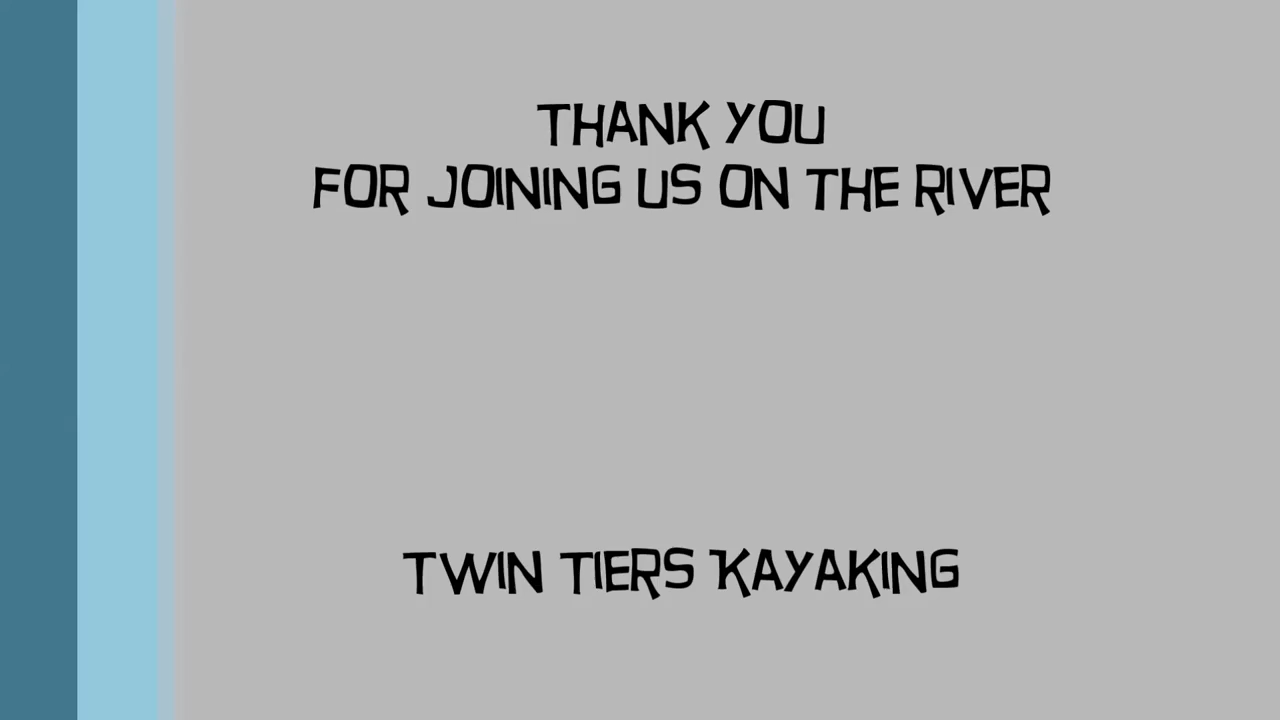 THANK YOU
FOR JOINING US ON THE RIVER
TWIN TIERS KAYAKING